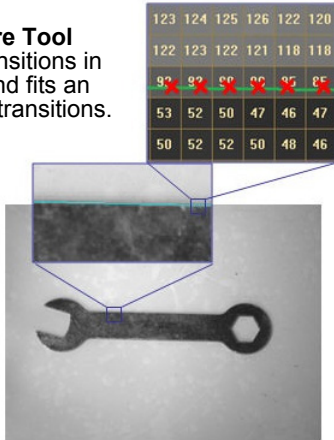 re Tool
nsitions in
nd fits an
transitions.
123 124 125 126 122 120
122 123 122 121 118 118
53 52 50 47 46 47
50 52 52 50 48 46